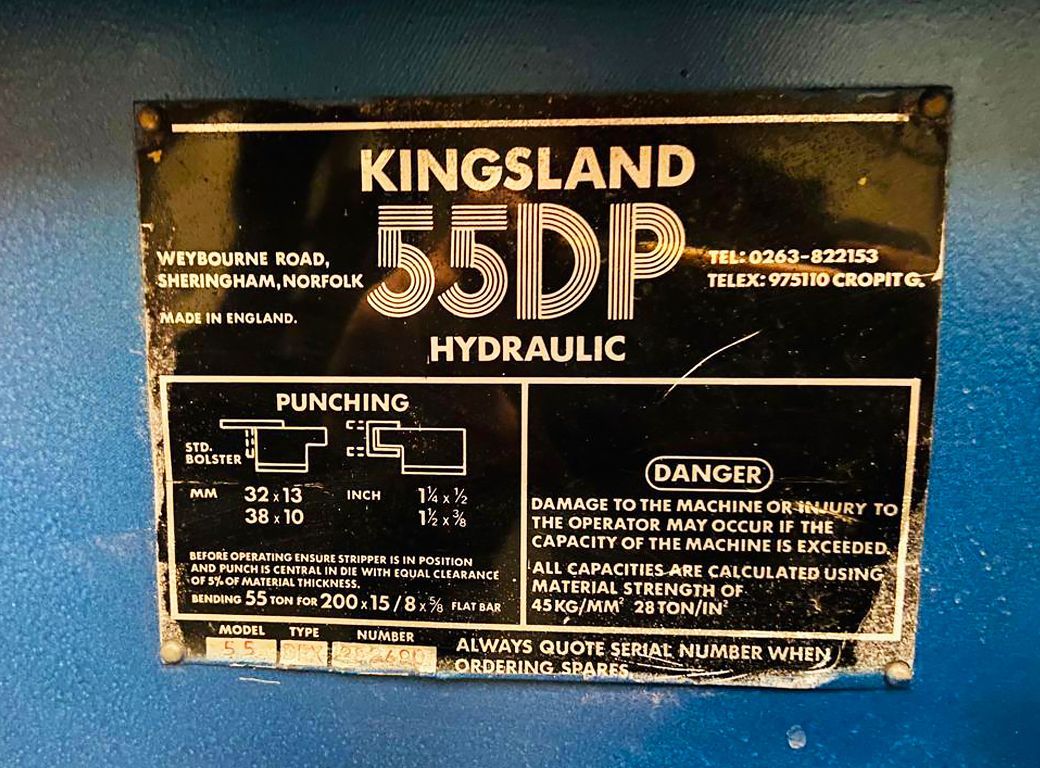 KINGSLAND
55DP
HYDRAULIC
WEYBOURNE ROAD,
SHERINGHAM, NORFOLK
MADE IN ENGLAND.
TEL: 0263-822153
TELEX: 975110 CROPIT G.
PUNCHING
STD.
BOLSTER
MM 32 x 13 INCH 1¼ x ½
38 x 10 1½ x ⅜
BEFORE OPERATING ENSURE STRIPPER IS IN POSITION
AND PUNCH IS CENTRAL IN DIE WITH EQUAL CLEARANCE
OF 5% OF MATERIAL THICKNESS.
BENDING 55 TON FOR 200 x 15 / 8 x ⅝ FLAT BAR
DANGER
DAMAGE TO THE MACHINE OR INJURY TO
THE OPERATOR MAY OCCUR IF THE
CAPACITY OF THE MACHINE IS EXCEEDED.
ALL CAPACITIES ARE CALCULATED USING
MATERIAL STRENGTH OF
45 KG/MM² 28 TON/IN²
MODEL TYPE NUMBER
55
ALWAYS QUOTE SERIAL NUMBER WHEN
ORDERING SPARES